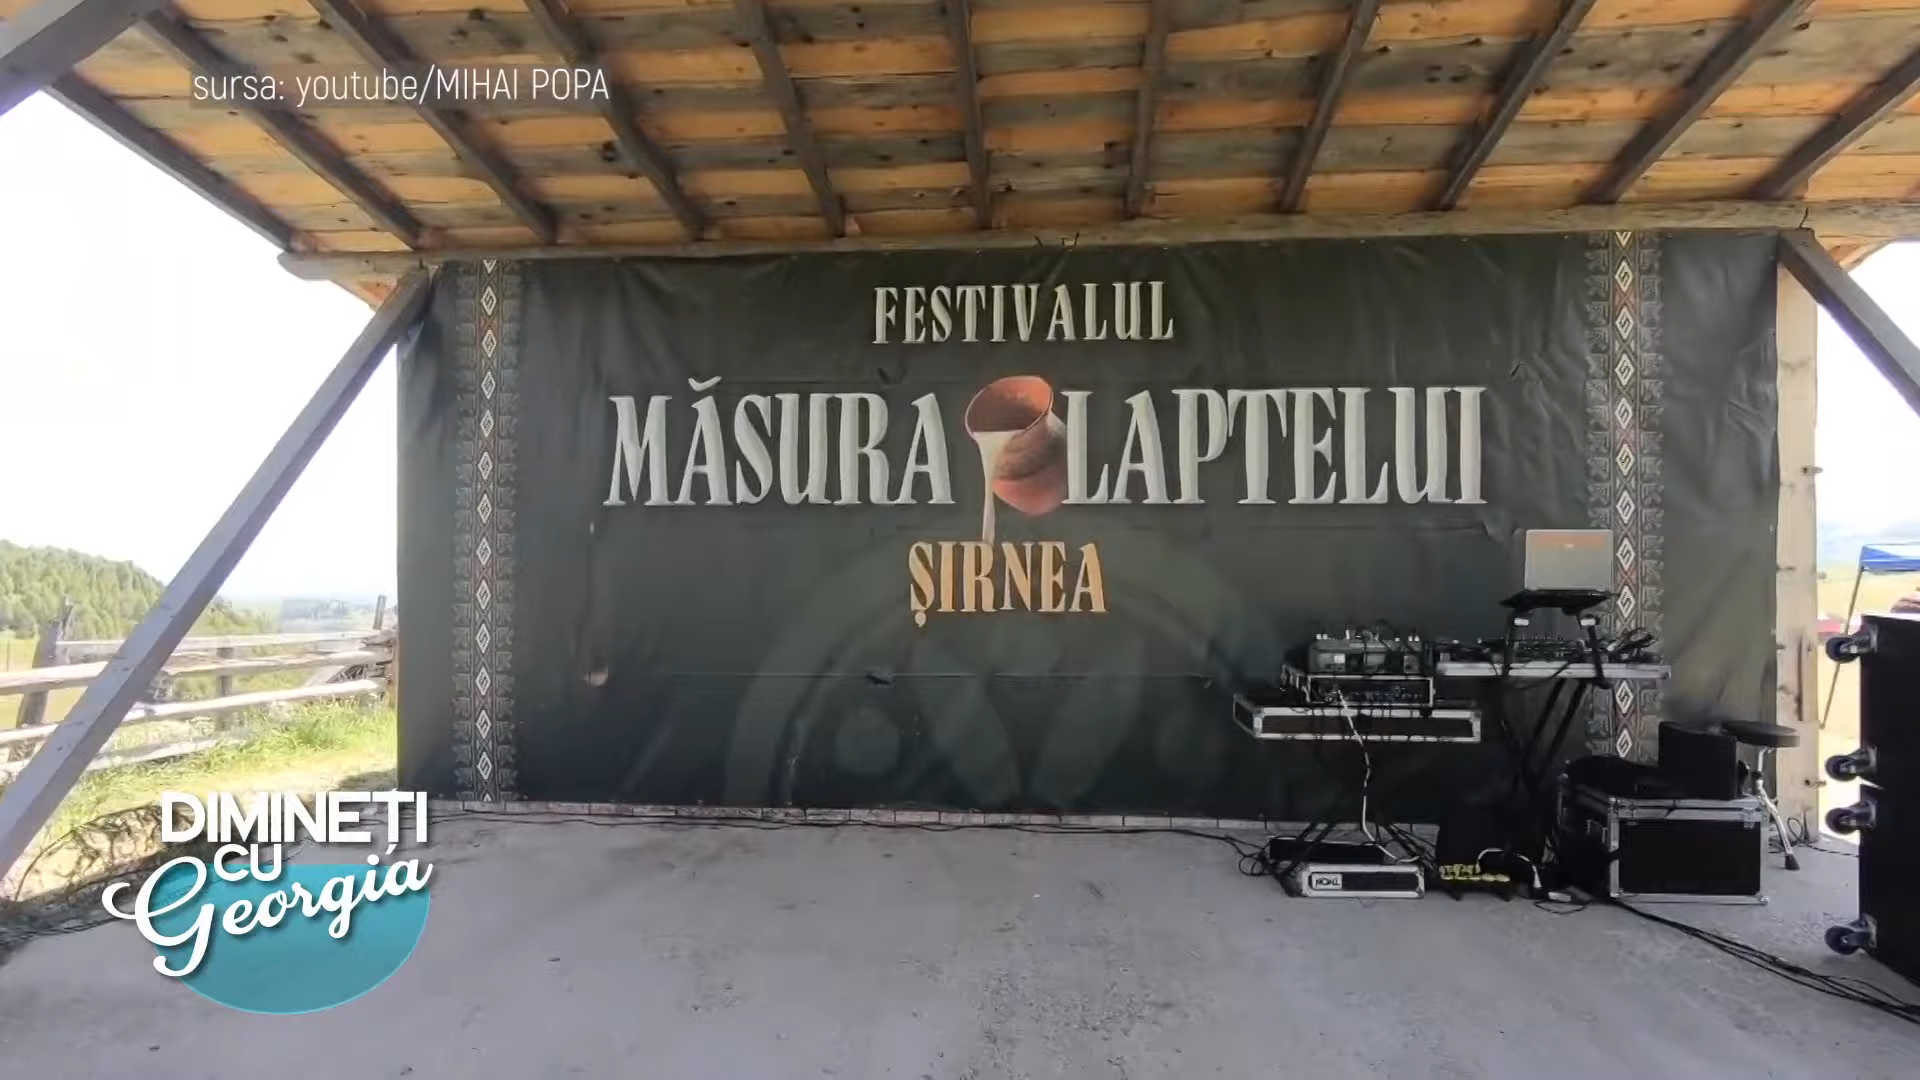 sursa: youtube/MIHAI POPA
FESTIVALUL
MĂSURA LAPTELUI
ȘIRNEA
DIMINEȚI
CU
Georgia